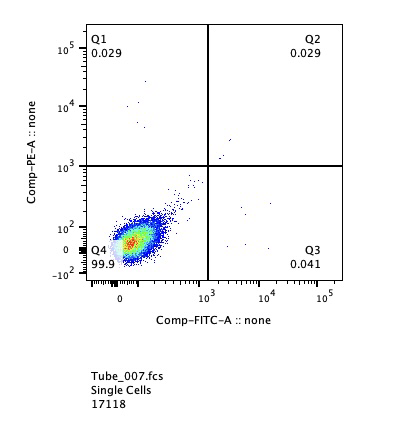 Q1
0.029
Q2
0.029
10⁵
10⁴
10³
10²
0
-10²
Comp-PE-A :: none
Q4
99.9
Q3
0.041
0
10³
10⁴
10⁵
Comp-FITC-A :: none
Tube_007.fcs
Single Cells
17118